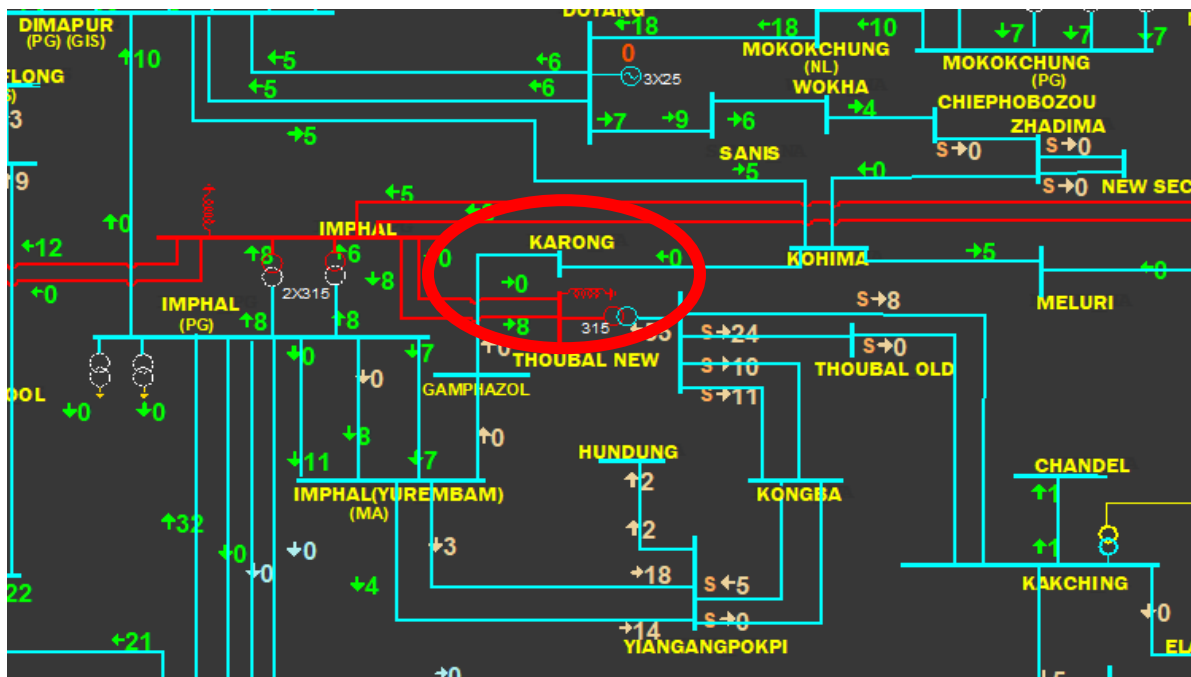 DOYANG
DIMAPUR
(PG) (GIS)
←18
←18
←10
↓7
↓7
↓7
↑10
←5
←6
0
3X25
MOKOKCHUNG
(NL)
MOKOKCHUNG
(PG)
FLONG
←5
←6
WOKHA
CHIEPHOBOZOU
3
→4
→5
→7
→9
→6
ZHADIMA
SANIS
S→0
S→0
9
→5
←0
S→0
NEW SEC
←5
↑0
IMPHAL
KARONG
←12
↑8
↑6
KOHIMA
→5
←0
←0
↓8
→0
←0
2X315
IMPHAL
(PG)
↑8
↑8
→8
315
S→8
MELURI
↓0
↓7
THOUBAL NEW
S→24
S→0
THOUBAL OLD
↓0
GAMPHAZOL
S→10
OOL
↓0
↓0
S→11
↓8
↑0
↓11
↓7
HUNDUNG
CHANDEL
IMPHAL(YUREMBAM)
(MA)
↑2
KONGBA
↑1
↑32
↓0
↓0
↓3
↑2
↑1
↓0
↓4
→18
S←5
KAKCHING
22
S→0
↓0
←21
→14
YIANGANGPOKPI
ELA
→0
↓5